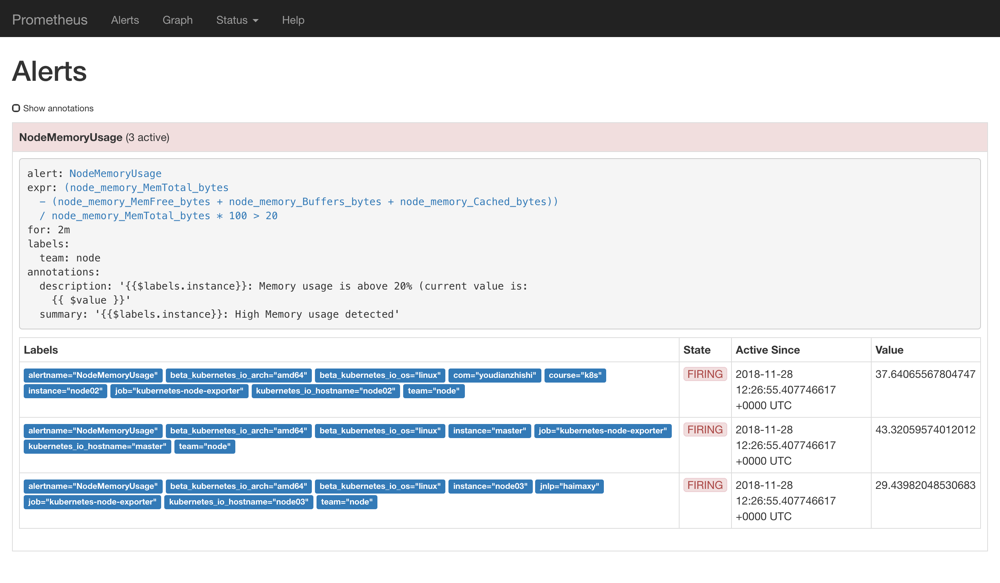 Prometheus Alerts Graph Status Help
Alerts
Show annotations
NodeMemoryUsage (3 active)
alert: NodeMemoryUsage
expr: (node_memory_MemTotal_bytes
- (node_memory_MemFree_bytes + node_memory_Buffers_bytes + node_memory_Cached_bytes))
/ node_memory_MemTotal_bytes * 100 > 20
for: 2m
labels:
team: node
annotations:
description: '{{$labels.instance}}: Memory usage is above 20% (current value is:
{{ $value }}'
summary: '{{$labels.instance}}: High Memory usage detected'
Labels State Active Since Value
alertname="NodeMemoryUsage" beta_kubernetes_io_arch="amd64" beta_kubernetes_io_os="linux" com="youdianzhishi" course="k8s" FIRING 2018-11-28 37.64065567804747
instance="node02" job="kubernetes-node-exporter" kubernetes_io_hostname="node02" team="node" 12:26:55.407746617
+0000 UTC
alertname="NodeMemoryUsage" beta_kubernetes_io_arch="amd64" beta_kubernetes_io_os="linux" instance="master" job="kubernetes-node-exporter" FIRING 2018-11-28 43.32059574012012
kubernetes_io_hostname="master" team="node" 12:26:55.407746617
+0000 UTC
alertname="NodeMemoryUsage" beta_kubernetes_io_arch="amd64" beta_kubernetes_io_os="linux" instance="node03" jnlp="haimaxy" FIRING 2018-11-28 29.43982048530683
job="kubernetes-node-exporter" kubernetes_io_hostname="node03" team="node" 12:26:55.407746617
+0000 UTC